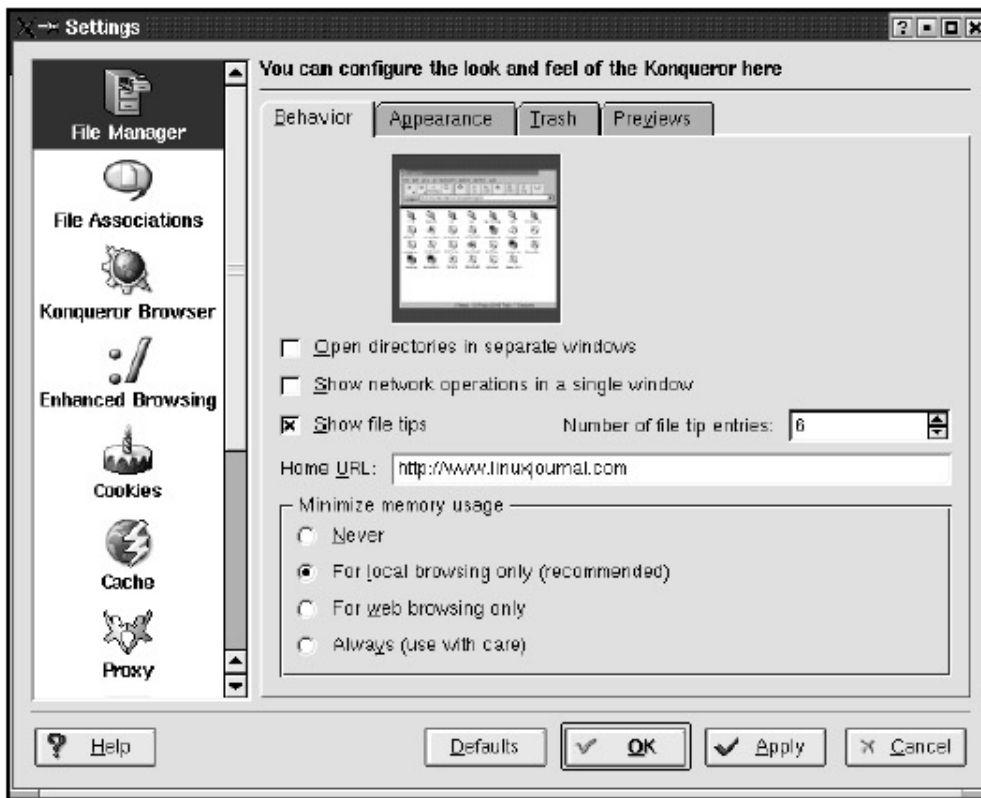 Settings
You can configure the look and feel of the Konqueror here
File Manager
File Associations
Konqueror Browser
Enhanced Browsing
Cookies
Cache
Proxy
Behavior Appearance Trash Previews
Open directories in separate windows
Show network operations in a single window
Show file tips Number of file tip entries: 6
Home URL: http://www.linuxjournal.com
Minimize memory usage
Never
For local browsing only (recommended)
For web browsing only
Always (use with care)
? Help Defaults OK Apply Cancel